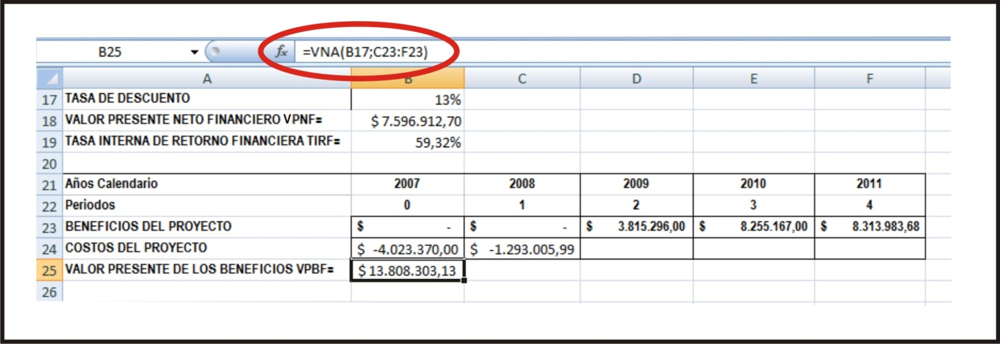 B25 fx =VNA(B17;C23:F23)
A B C D E F
17 TASA DE DESCUENTO 13%
18 VALOR PRESENTE NETO FINANCIERO VPNF= $ 7.596.912,70
19 TASA INTERNA DE RETORNO FINANCIERA TIRF= 59,32%
20
21 Años Calendario 2007 2008 2009 2010 2011
22 Periodos 0 1 2 3 4
23 BENEFICIOS DEL PROYECTO $ - $ - $ 3.815.296,00 $ 8.255.167,00 $ 8.313.983,68
24 COSTOS DEL PROYECTO $ -4.023.370,00 $ -1.293.005,99
25 VALOR PRESENTE DE LOS BENEFICIOS VPBF= $ 13.808.303,13
26